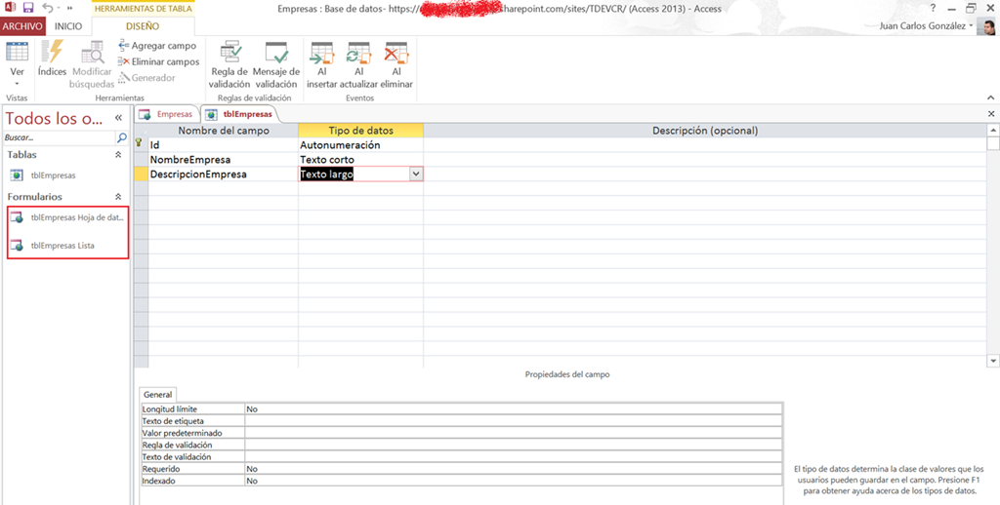 HERRAMIENTAS DE TABLA
Empresas : Base de datos- https:// sharepoint.com/sites/TDEVCR/ (Access 2013) - Access
?
ARCHIVO INICIO DISEÑO
Juan Carlos González
Ver
Vistas
Índices
Modificar
búsquedas
Agregar campo
Eliminar campos
Generador
Herramientas
Regla de
validación
Mensaje de
validación
Reglas de validación
Al
insertar
Al
actualizar
Al
eliminar
Eventos
Todos los o...
Buscar...
Tablas
tblEmpresas
Formularios
tblEmpresas Hoja de dat...
tblEmpresas Lista
Empresas tblEmpresas
Nombre del campo Tipo de datos Descripción (opcional)
Id Autonumeración
NombreEmpresa Texto corto
DescripcionEmpresa Texto largo
Propiedades del campo
General
Longitud límite No
Texto de etiqueta
Valor predeterminado
Regla de validación
Texto de validación
Requerido No
Indexado No
El tipo de datos determina la clase de valores que los
usuarios pueden guardar en el campo. Presione F1
para obtener ayuda acerca de los tipos de datos.